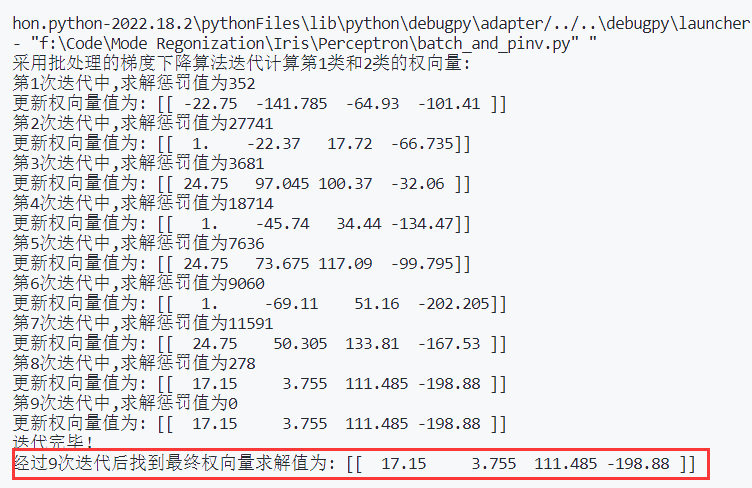 hon.python-2022.18.2\pythonFiles\lib\python\debugpy\adapter/../..\debugpy\launcher
- "f:\Code\Mode Regonization\Iris\Perceptron\batch_and_pinv.py" "
采用批处理的梯度下降算法迭代计算第1类和2类的权向量:
第1次迭代中,求解惩罚值为352
更新权向量值为: [[ -22.75  -141.785  -64.93  -101.41 ]]
第2次迭代中,求解惩罚值为27741
更新权向量值为: [[  1.    -22.37   17.72  -66.735]]
第3次迭代中,求解惩罚值为3681
更新权向量值为: [[ 24.75   97.045 100.37  -32.06 ]]
第4次迭代中,求解惩罚值为18714
更新权向量值为: [[   1.    -45.74   34.44 -134.47]]
第5次迭代中,求解惩罚值为7636
更新权向量值为: [[ 24.75   73.675 117.09  -99.795]]
第6次迭代中,求解惩罚值为9060
更新权向量值为: [[   1.     -69.11    51.16  -202.205]]
第7次迭代中,求解惩罚值为11591
更新权向量值为: [[  24.75    50.305  133.81  -167.53 ]]
第8次迭代中,求解惩罚值为278
更新权向量值为: [[  17.15     3.755  111.485 -198.88 ]]
第9次迭代中,求解惩罚值为0
更新权向量值为: [[  17.15     3.755  111.485 -198.88 ]]
迭代完毕!
经过9次迭代后找到最终权向量求解值为: [[  17.15     3.755  111.485 -198.88 ]]